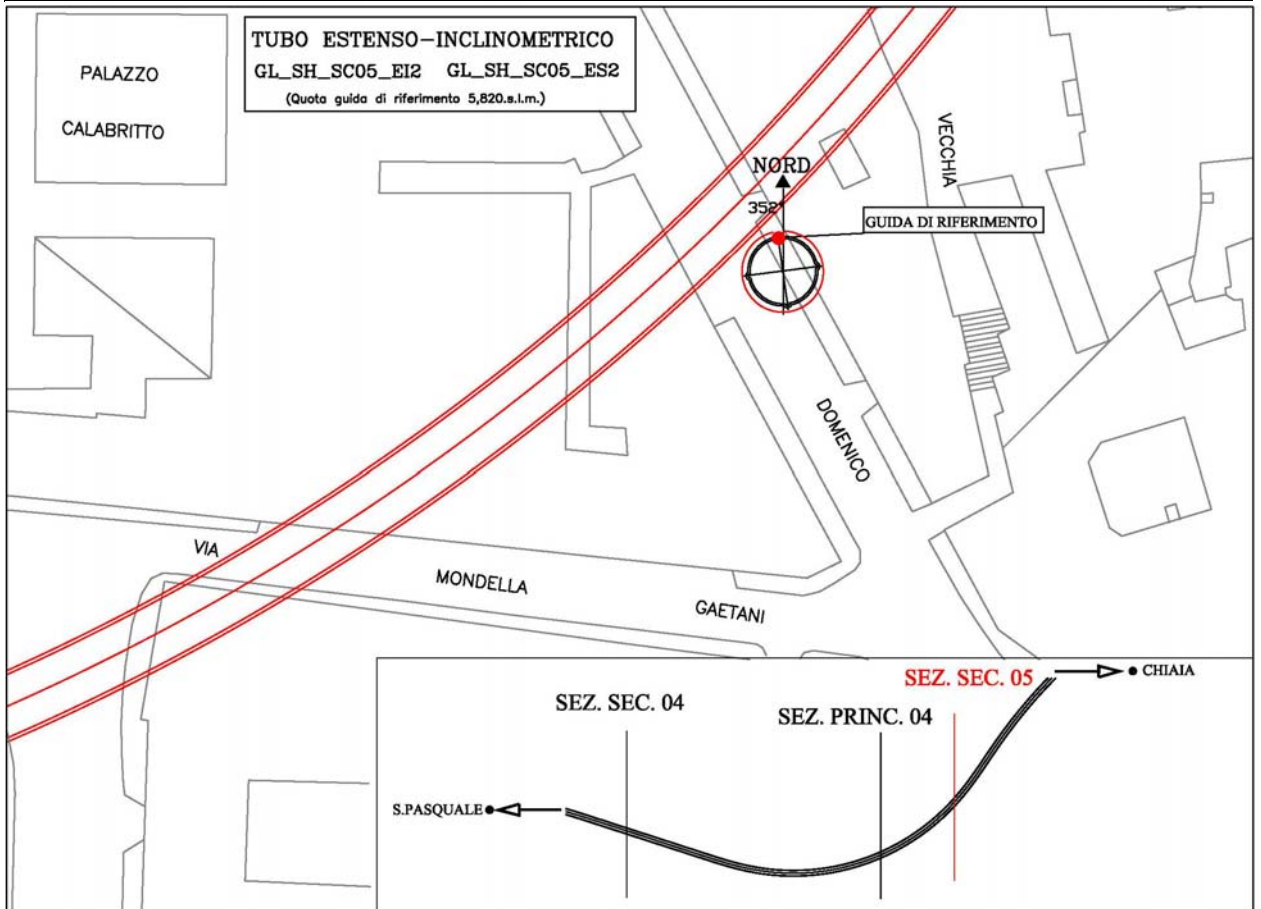 TUBO ESTENSO-INCLINOMETRICO
GL_SH_SC05_EI2 GL_SH_SC05_ES2
(Quota guida di riferimento 5,820.s.l.m.)
PALAZZO
CALABRITTO
VECCHIA
NORD
352°
GUIDA DI RIFERIMENTO
DOMENICO
VIA
MONDELLA
GAETANI
SEZ. SEC. 05
CHIAIA
SEZ. SEC. 04
SEZ. PRINC. 04
S.PASQUALE